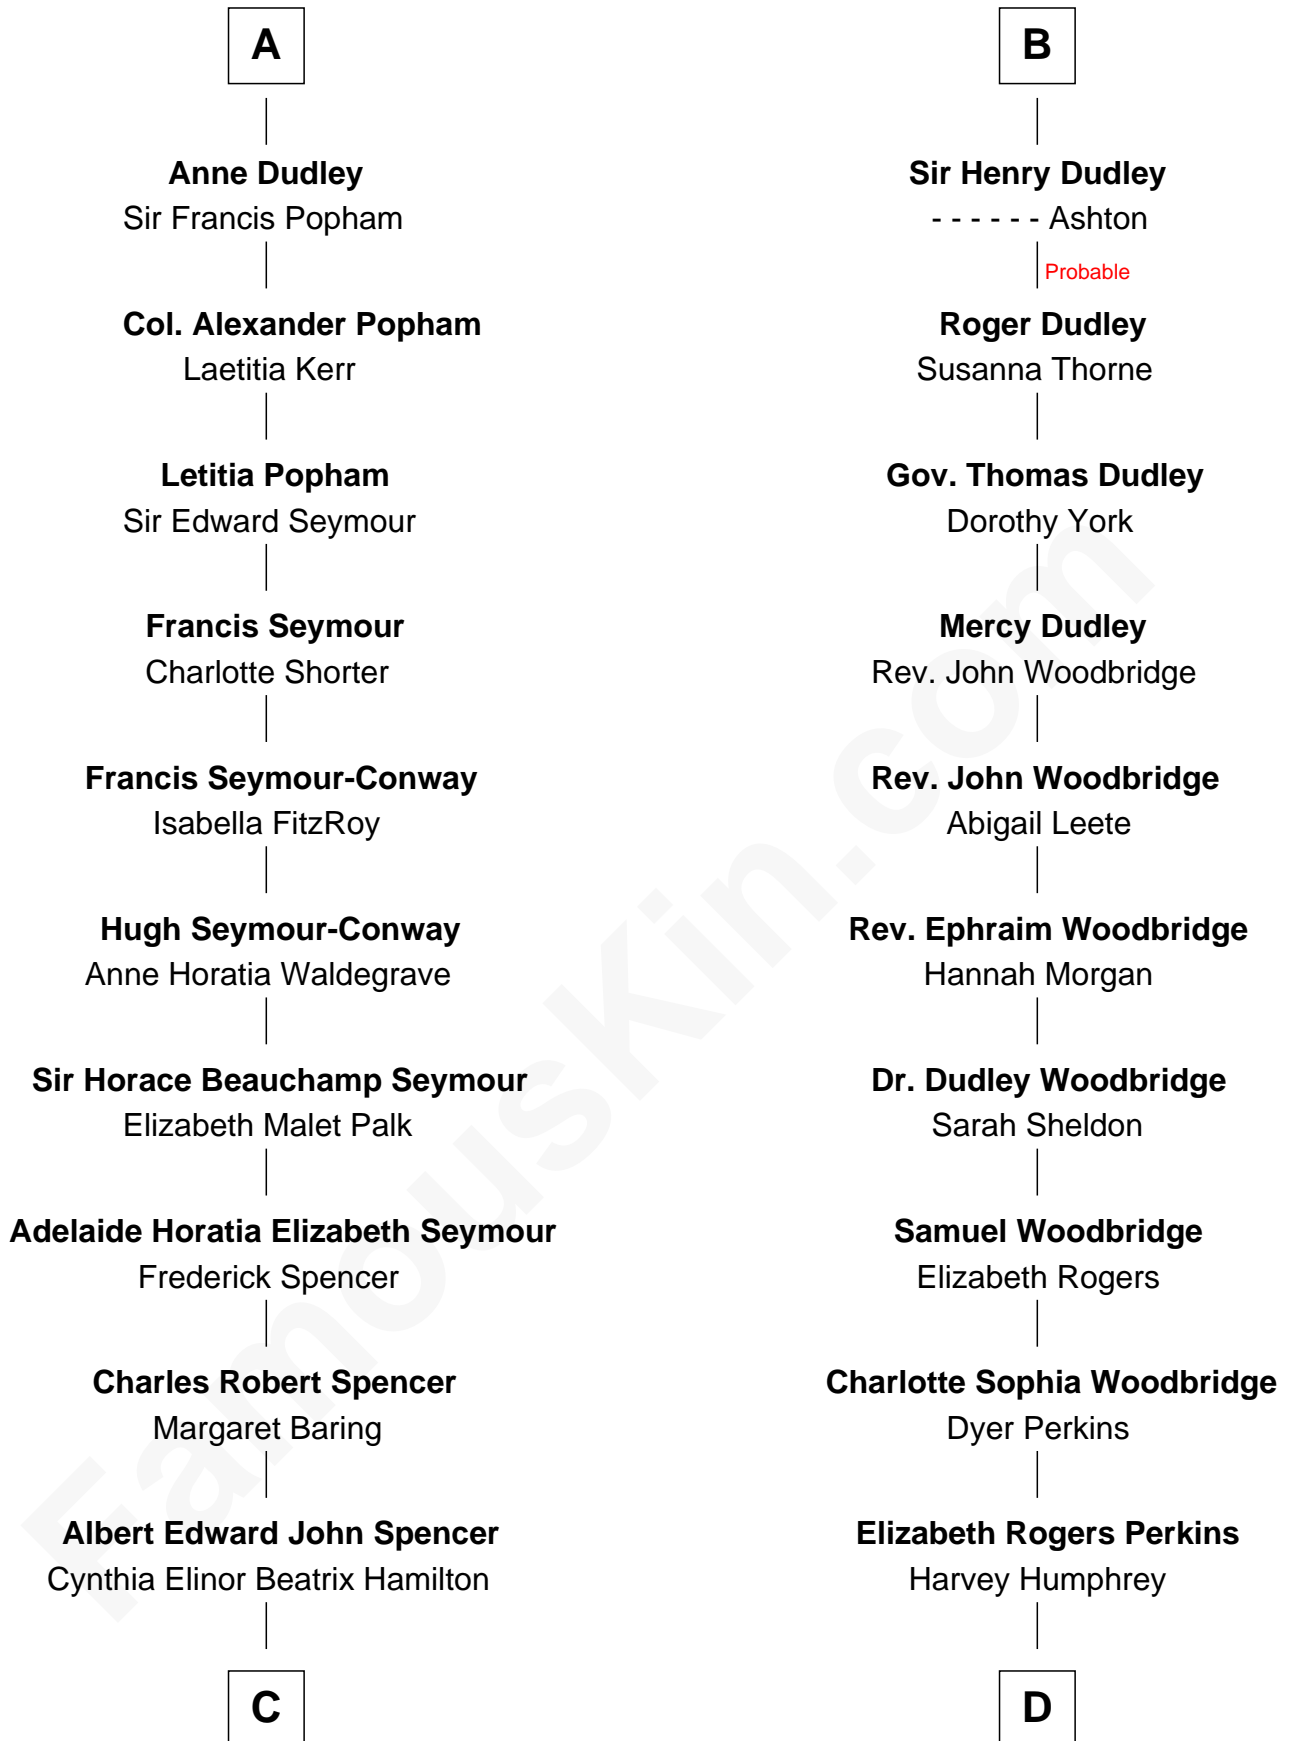 A
Anne Dudley
Sir Francis Popham
Col. Alexander Popham
Laetitia Kerr
Letitia Popham
Sir Edward Seymour
Francis Seymour
Charlotte Shorter
Francis Seymour-Conway
Isabella FitzRoy
Hugh Seymour-Conway
Anne Horatia Waldegrave
Sir Horace Beauchamp Seymour
Elizabeth Malet Palk
Adelaide Horatia Elizabeth Seymour
Frederick Spencer
Charles Robert Spencer
Margaret Baring
Albert Edward John Spencer
Cynthia Elinor Beatrix Hamilton
C
B
Sir Henry Dudley
- - - - - - Ashton
Probable
Roger Dudley
Susanna Thorne
Gov. Thomas Dudley
Dorothy York
Mercy Dudley
Rev. John Woodbridge
Rev. John Woodbridge
Abigail Leete
Rev. Ephraim Woodbridge
Hannah Morgan
Dr. Dudley Woodbridge
Sarah Sheldon
Samuel Woodbridge
Elizabeth Rogers
Charlotte Sophia Woodbridge
Dyer Perkins
Elizabeth Rogers Perkins
Harvey Humphrey
D
FamousKin.com